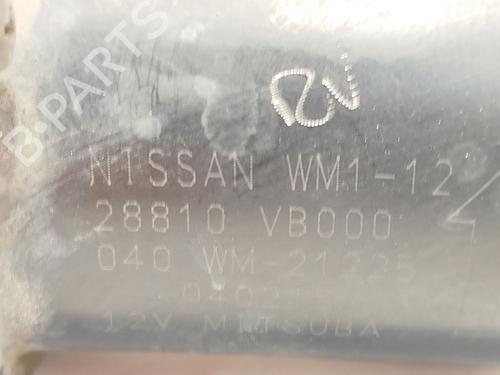 B-PARTS
NISSAN WM1-12
28810 VB000
040 WM-21225
12V MITSUBA